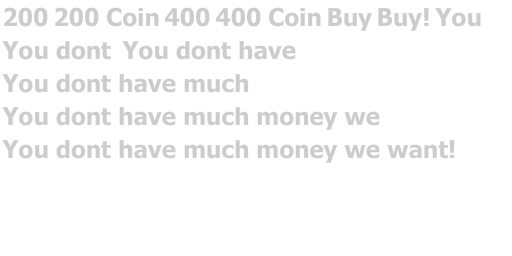 200 200 Coin 400 400 Coin Buy Buy! You
You dont You dont have
You dont have much
You dont have much money we
You dont have much money we want!